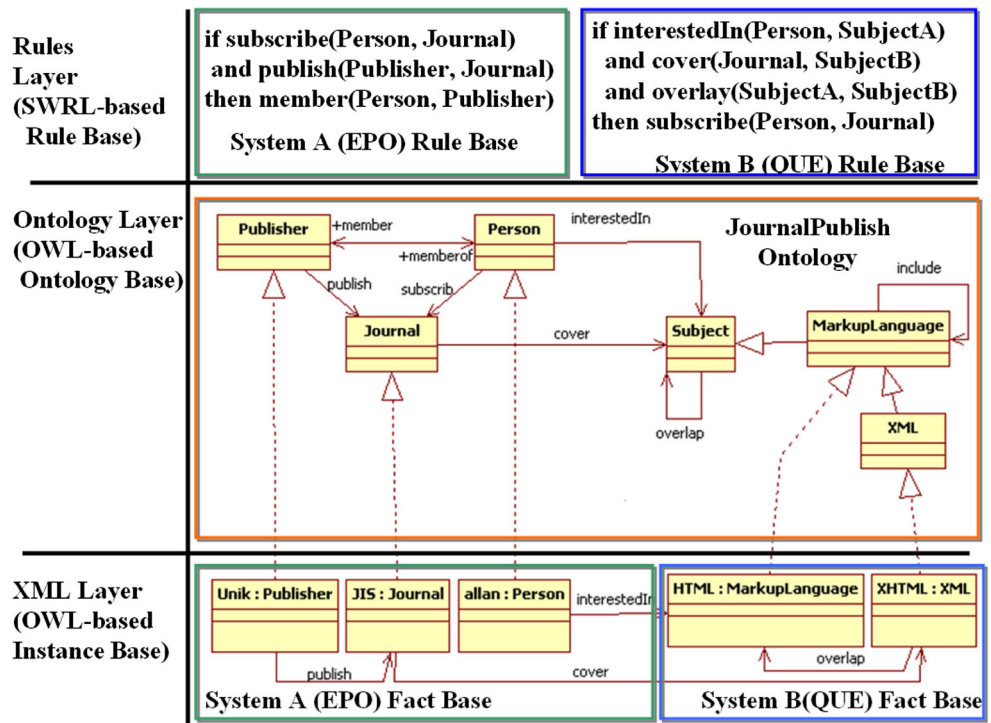 Rules
Layer
(SWRL-based
Rule Base)
if subscribe(Person, Journal)
and publish(Publisher, Journal)
then member(Person, Publisher)
System A (EPO) Rule Base
if interestedIn(Person, SubjectA)
and cover(Journal, SubjectB)
and overlay(SubjectA, SubjectB)
then subscribe(Person, Journal)
System B (QUE) Rule Base
Ontology Layer
(OWL-based
Ontology Base)
JournalPublish
Ontology
Publisher
+member
+memberof
Person
interestedIn
publish
subscrib
Journal
cover
Subject
overlap
MarkupLanguage
include
XML
XML Layer
(OWL-based
Instance Base)
Unik : Publisher
JIS : Journal
allan : Person
interestedIn
HTML : MarkupLanguage
XHTML : XML
publish
cover
overlap
System A (EPO) Fact Base
System B(QUE) Fact Base